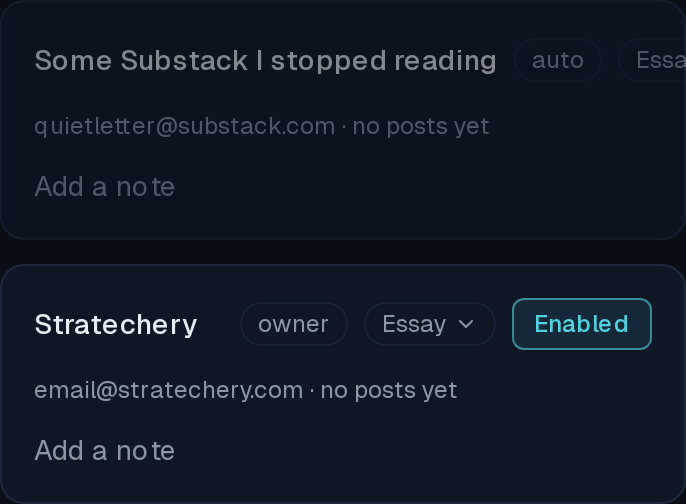 Some Substack I stopped reading auto Essa
quietletter@substack.com · no posts yet
Add a note
Stratechery owner Essay Enabled
email@stratechery.com · no posts yet
Add a note